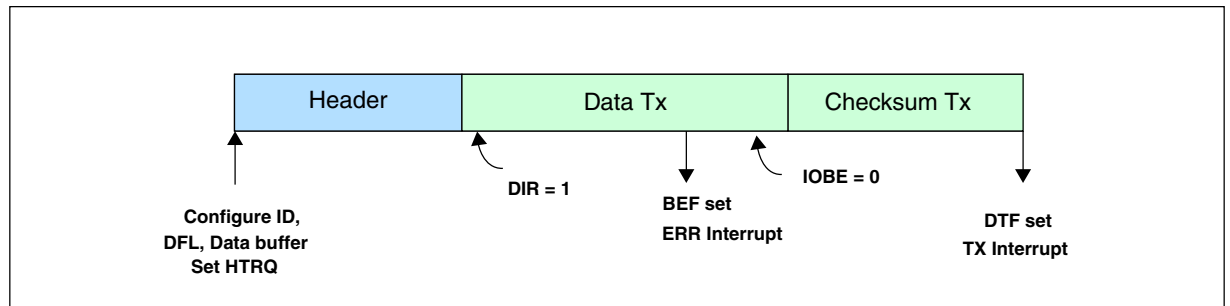 Header
Data Tx
Checksum Tx
DIR = 1
IOBE = 0
Configure ID,
DFL, Data buffer
Set HTRQ
BEF set
ERR Interrupt
DTF set
TX Interrupt